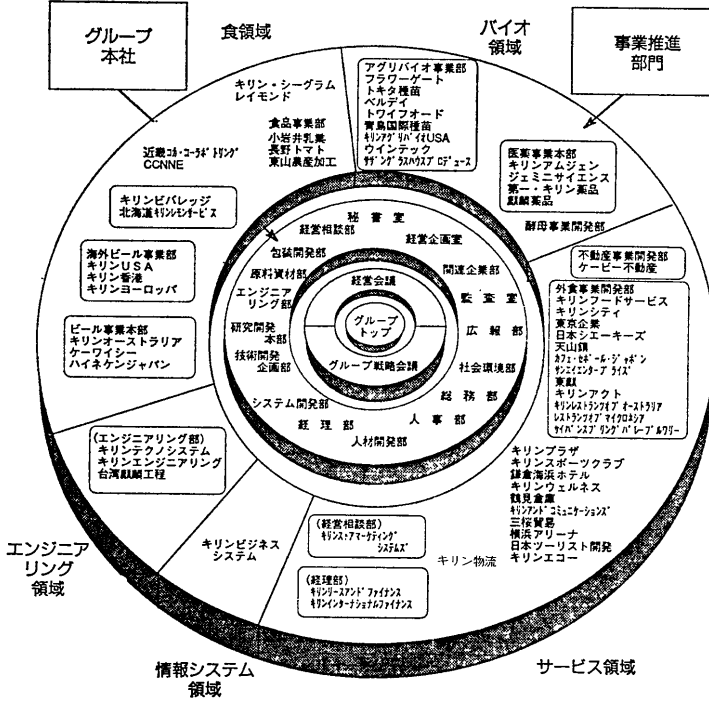 グループ
本社
食領域
バイオ
領域
事業推進
部門
キリン・シーグラム
レイモンド
食品事業部
小岩井乳業
長野トマト
東山農産加工
近畿コカ・コーラボトリング
CCNNE
キリンビバレッジ
北海道キリンレモンサービス
海外ビール事業部
キリンUSA
キリン香港
キリンヨーロッパ
ビール事業本部
キリンオーストラリア
ケーワイシー
ハイネケンジャパン
アグリバイオ事業部
フラワーゲート
トキタ種苗
ベルディ
トワイフォード
青島国際種苗
キリンアグリバイオUSA
ウインテック
サザングラスハウスプロデュース
医薬事業本部
キリンアムジェン
ジェミニサイエンス
第一・キリン薬品
麒麟薬品
酵母事業開発部
不動産事業開発部
ケービー不動産
外食事業開発部
キリンフードサービス
キリンシティ
東京企業
日本シエーキーズ
天山鎖
カフェ・セボール・ジャポン
サンエイエンタープライズ
東麒
キリンアクト
キリンレストランツオブオーストラリア
レストランツオブマイクロネシア
サイパンスプリングバレーブルワリー
キリンプラザ
キリンスポーツクラブ
鎌倉海浜ホテル
キリンウェルネス
鶴見倉庫
キリンアンドコミュニケーションズ
三桜貿易
横浜アリーナ
日本ツーリスト開発
キリンエコー
キリン物流
秘書室
経営相談部
経営企画室
包装開発部
関連企業部
原料資材部
監査室
エンジニア
リング部
広報部
研究開発
本部
社会環境部
技術開発
企画部
総務部
システム開発部
人事部
経理部
人材開発部
経営会議
グループ
トップ
グループ戦略会議
(エンジニアリング部)
キリンテクノシステム
キリンエンジニアリング
台湾麒麟工程
キリンビジネス
システム
(経営相談部)
キリンストアマーケティング
システムズ
(経理部)
キリンリースアンドファイナンス
キリンインターナショナルファイナンス
エンジニア
リング
領域
情報システム
領域
サービス領域